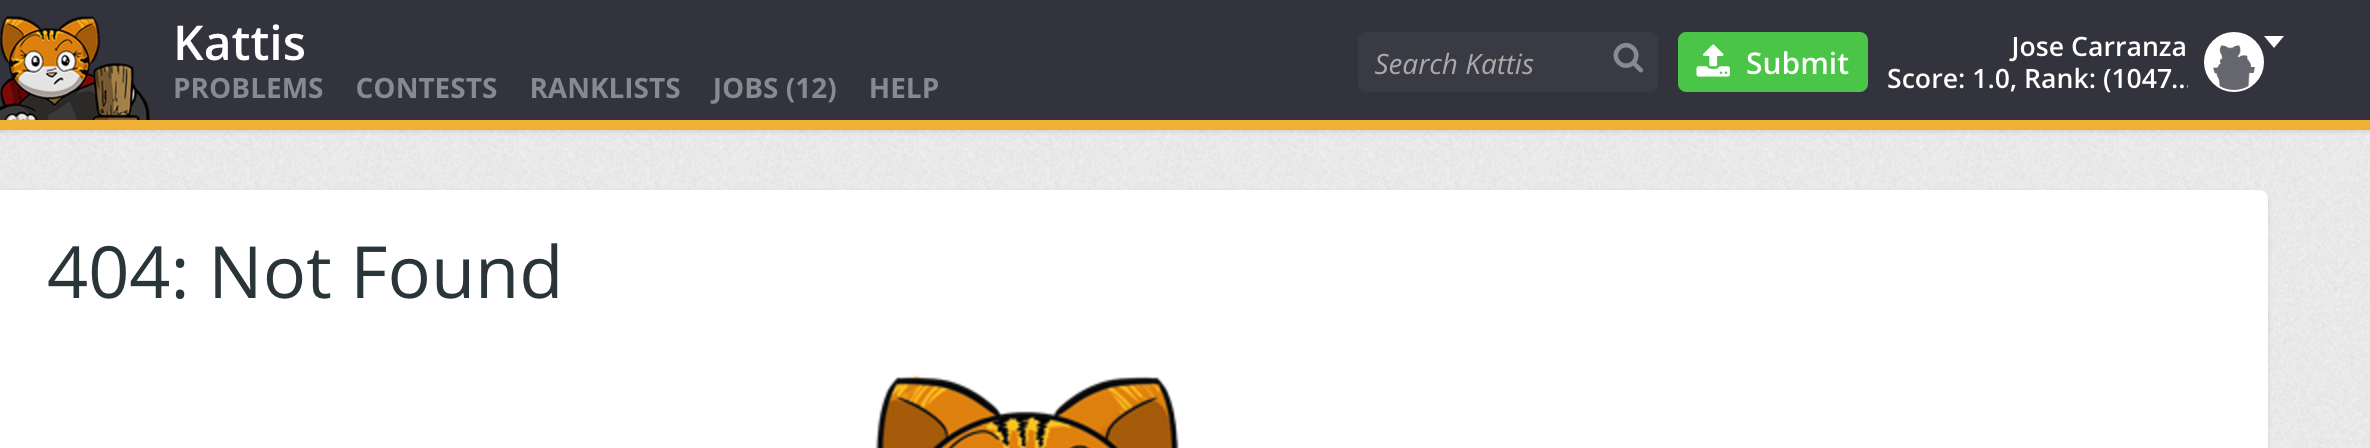 Kattis
PROBLEMS CONTESTS RANKLISTS JOBS (12) HELP
Search Kattis
Submit
Jose Carranza
Score: 1.0, Rank: (1047...
404: Not Found